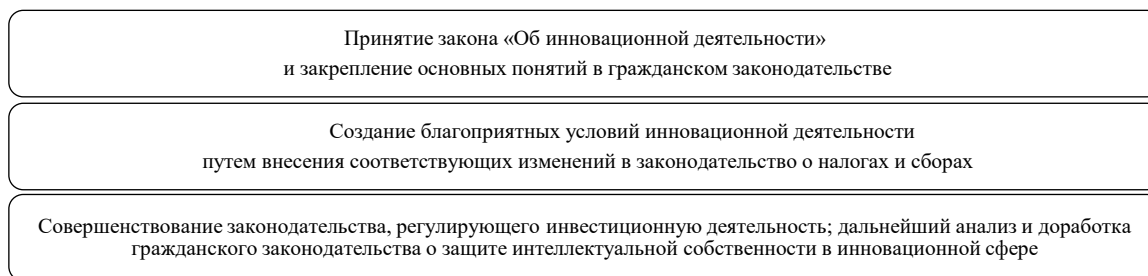 Принятие закона «Об инновационной деятельности»
и закрепление основных понятий в гражданском законодательстве
Создание благоприятных условий инновационной деятельности
путем внесения соответствующих изменений в законодательство о налогах и сборах
Совершенствование законодательства, регулирующего инвестиционную деятельность; дальнейший анализ и доработка
гражданского законодательства о защите интеллектуальной собственности в инновационной сфере